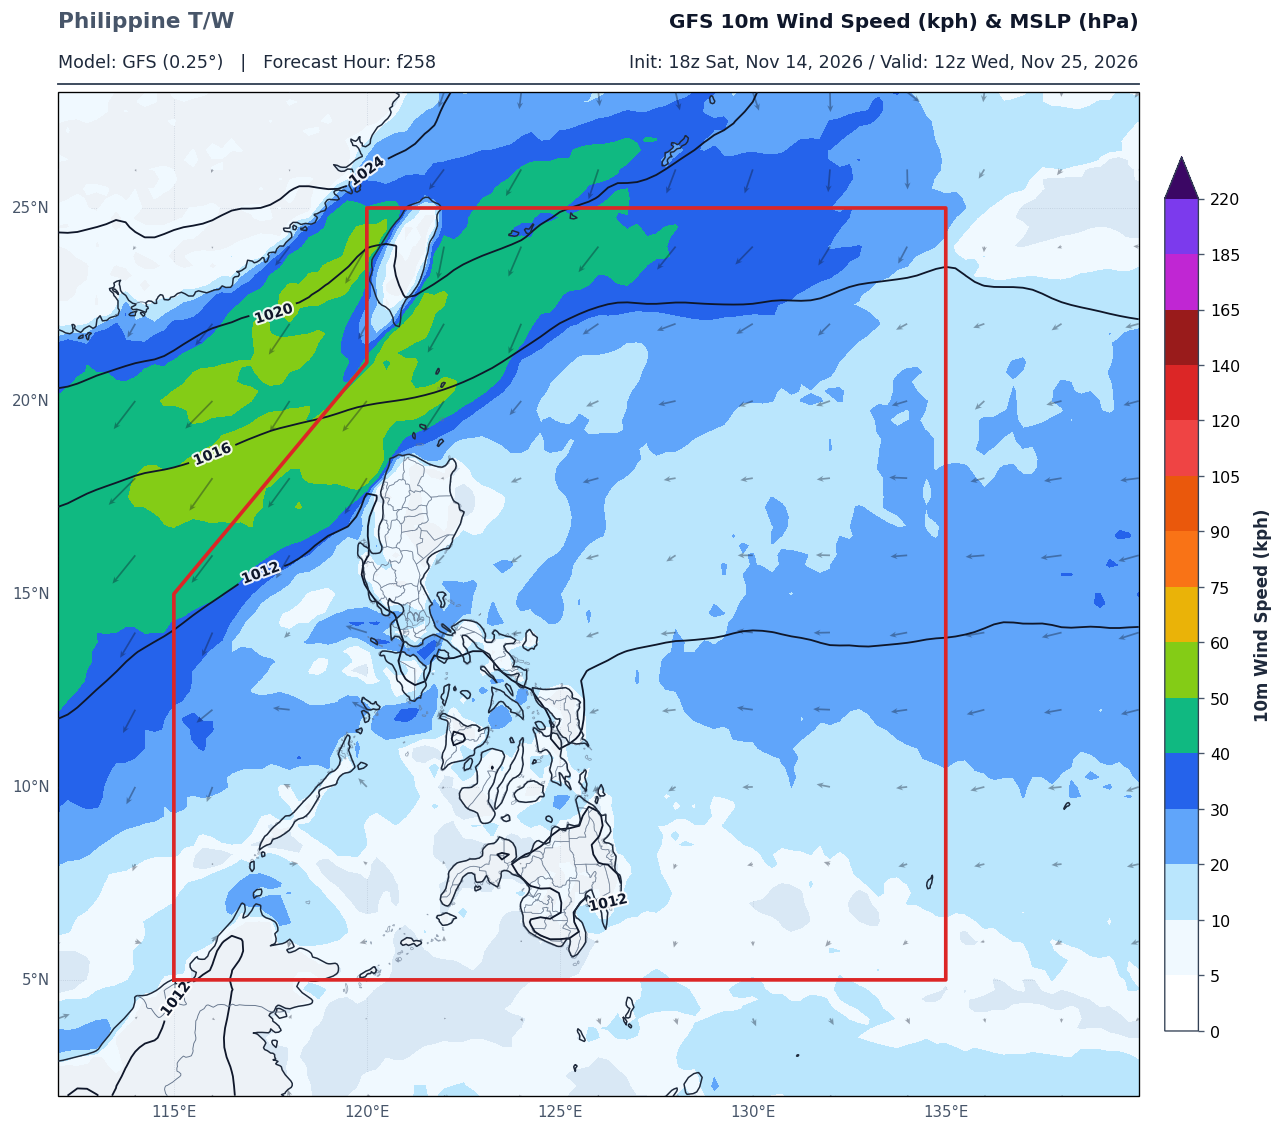 Philippine T/W
GFS 10m Wind Speed (kph) & MSLP (hPa)
Model: GFS (0.25°) | Forecast Hour: f258
Init: 18z Sat, Nov 14, 2026 / Valid: 12z Wed, Nov 25, 2026
1024
1020
1016
1012
1012
1012
25°N
20°N
15°N
10°N
5°N
115°E
120°E
125°E
130°E
135°E
220
185
165
140
120
105
90
75
60
50
40
30
20
10
5
0
10m Wind Speed (kph)